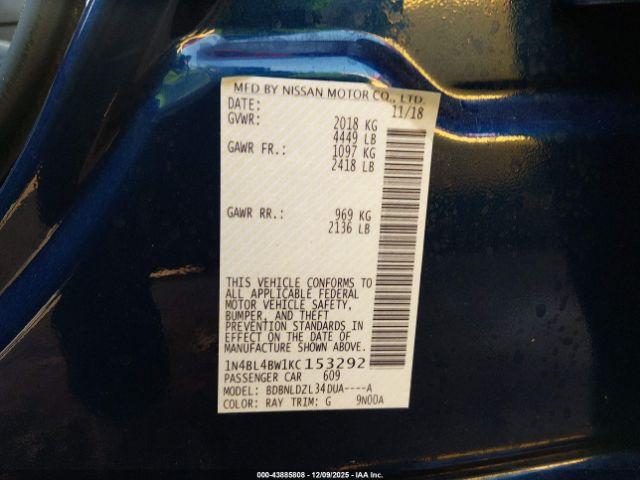 MFD BY NISSAN MOTOR CO., LTD.
DATE: 11/18
GVWR: 2018 KG
4449 LB
GAWR FR.: 1097 KG
2418 LB
GAWR RR.: 969 KG
2136 LB
THIS VEHICLE CONFORMS TO
ALL APPLICABLE FEDERAL
MOTOR VEHICLE SAFETY,
BUMPER, AND THEFT
PREVENTION STANDARDS IN
EFFECT ON THE DATE OF
MANUFACTURE SHOWN ABOVE.
1N4BL4BW1KC153292
PASSENGER CAR 609
MODEL: BDBNLDZL34DUA----A
COLOR: RAY TRIM: G 9N00A
000-43885808 - 12/09/2025 - IAA Inc.